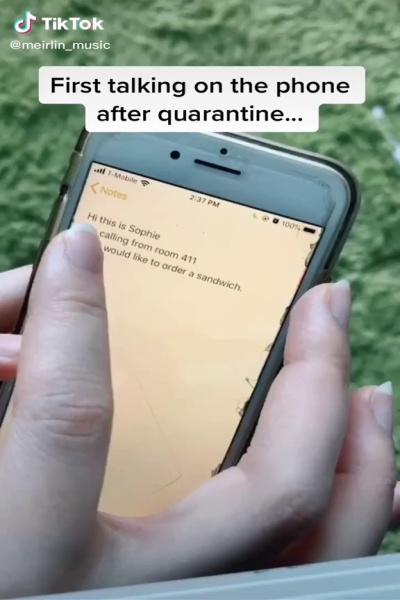 TikTok
@meirlin_music
First talking on the phone
after quarantine...
T-Mobile 2:37 PM 100%
Notes
Hi this is Sophie
calling from room 411
would like to order a sandwich.